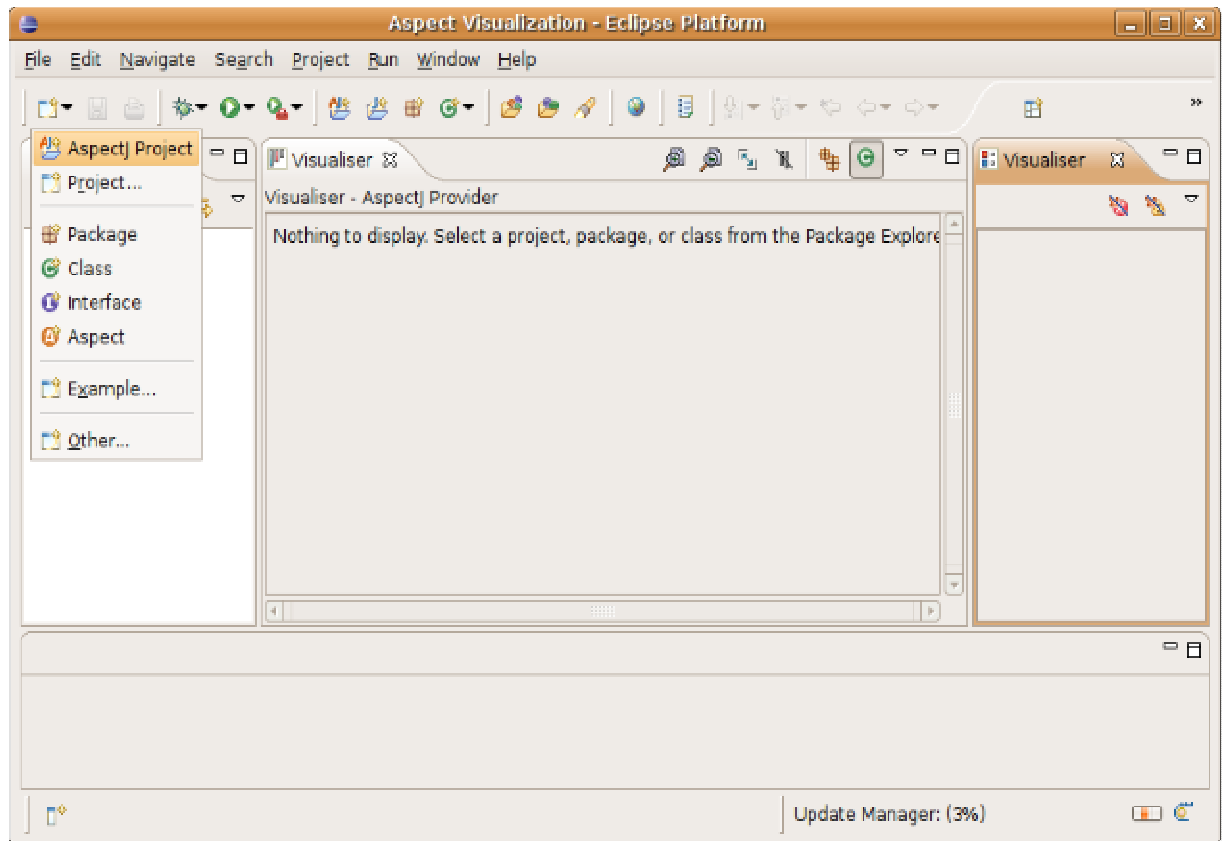 Aspect Visualization - Eclipse Platform
File Edit Navigate Search Project Run Window Help
AspectJ Project
Project...
Package
Class
Interface
Aspect
Example...
Other...
Visualiser
Visualiser - AspectJ Provider
Nothing to display. Select a project, package, or class from the Package Explore
Visualiser
Update Manager: (3%)